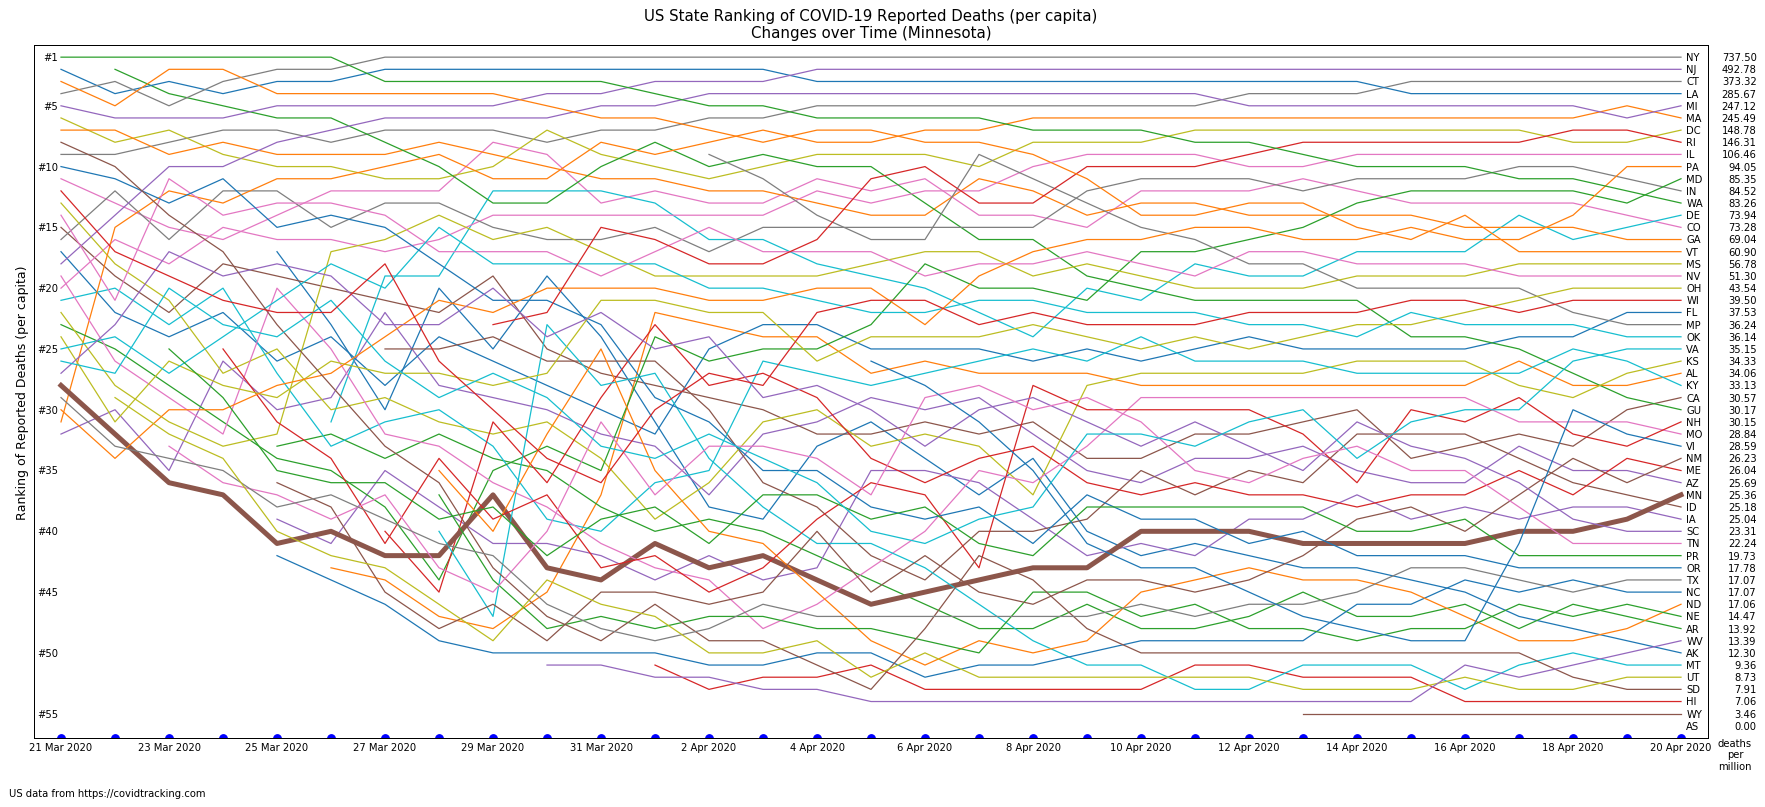 US State Ranking of COVID-19 Reported Deaths (per capita)
Changes over Time (Minnesota)
Ranking of Reported Deaths (per capita)
#1
#5
#10
#15
#20
#25
#30
#35
#40
#45
#50
#55
NY 737.50
NJ 492.78
CT 373.32
LA 285.67
MI 247.12
MA 245.49
DC 148.78
RI 146.31
IL 106.46
PA 94.05
MD 85.35
IN 84.52
WA 83.26
DE 73.94
CO 73.28
GA 69.04
VT 60.90
MS 56.78
NV 51.30
OH 43.54
WI 39.50
FL 37.53
MP 36.24
OK 36.14
VA 35.15
KS 34.33
AL 34.06
KY 33.13
CA 30.57
GU 30.17
NH 30.15
MO 28.84
VI 28.59
NM 26.23
ME 26.04
AZ 25.69
MN 25.36
ID 25.18
IA 25.04
SC 23.31
TN 22.24
PR 19.73
OR 17.78
TX 17.07
NC 17.07
ND 17.06
NE 14.47
AR 13.92
WV 13.39
AK 12.30
MT 9.36
UT 8.73
SD 7.91
HI 7.06
WY 3.46
AS 0.00
21 Mar 2020 23 Mar 2020 25 Mar 2020 27 Mar 2020 29 Mar 2020 31 Mar 2020 2 Apr 2020 4 Apr 2020 6 Apr 2020 8 Apr 2020 10 Apr 2020 12 Apr 2020 14 Apr 2020 16 Apr 2020 18 Apr 2020 20 Apr 2020
deaths
per
million
US data from https://covidtracking.com